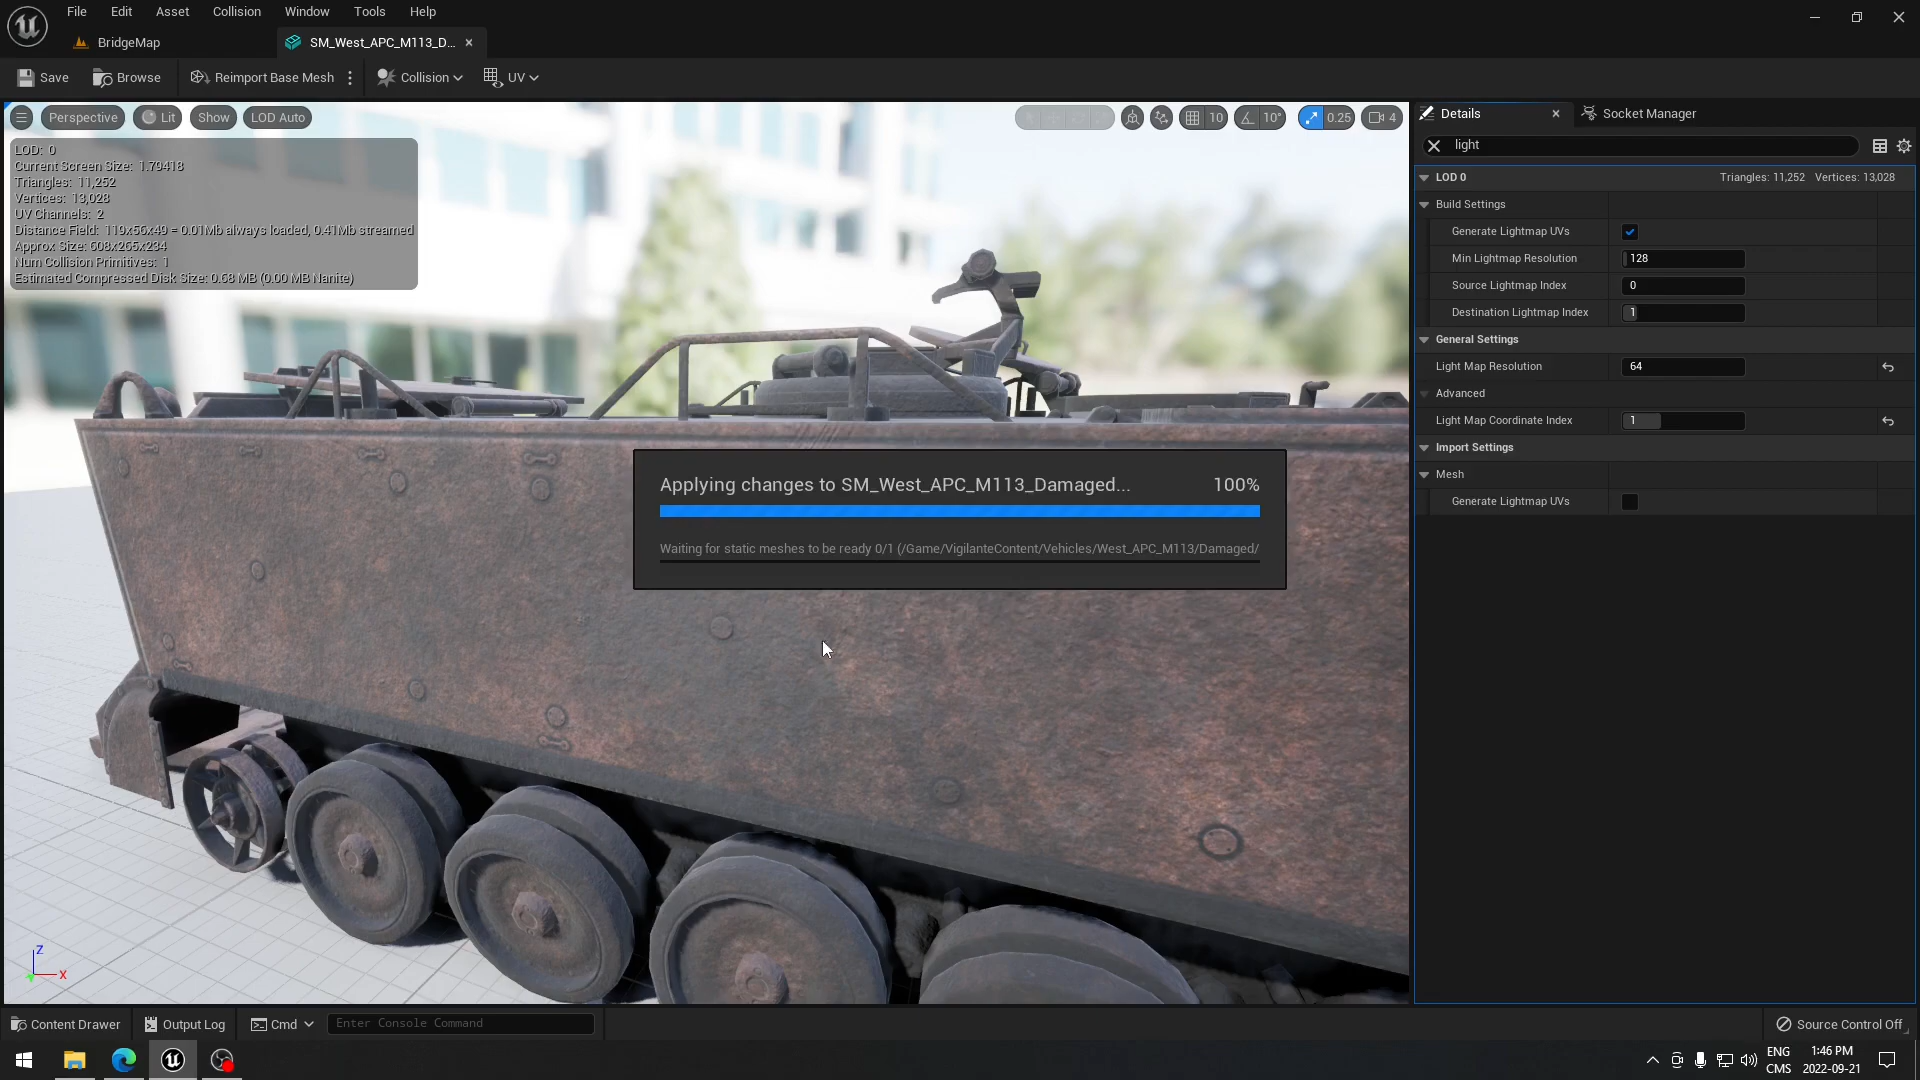 File Edit Asset Collision Window Tools Help
BridgeMap
SM_West_APC_M113_D...
Save Browse Reimport Base Mesh Collision UV
Perspective Lit Show LOD Auto
10 10° 0.25 4
LOD: 0
Current Screen Size: 1.79418
Triangles: 11,252
Vertices: 13,028
UV Channels: 2
Distance Field: 119x56x49 = 0.01Mb always loaded, 0.41Mb streamed
Approx Size: 608x265x234
Num Collision Primitives: 1
Estimated Compressed Disk Size: 0.68 MB (0.00 MB Nanite)
Applying changes to SM_West_APC_M113_Damaged... 100%
Waiting for static meshes to be ready 0/1 (/Game/VigilanteContent/Vehicles/West_APC_M113/Damaged/
Z
X
Details
Socket Manager
light
LOD 0 Triangles: 11,252 Vertices: 13,028
Build Settings
Generate Lightmap UVs
Min Lightmap Resolution 128
Source Lightmap Index 0
Destination Lightmap Index 1
General Settings
Light Map Resolution 64
Advanced
Light Map Coordinate Index 1
Import Settings
Mesh
Generate Lightmap UVs
Content Drawer Output Log Cmd Enter Console Command
Source Control Off
ENG
CMS
1:46 PM
2022-09-21